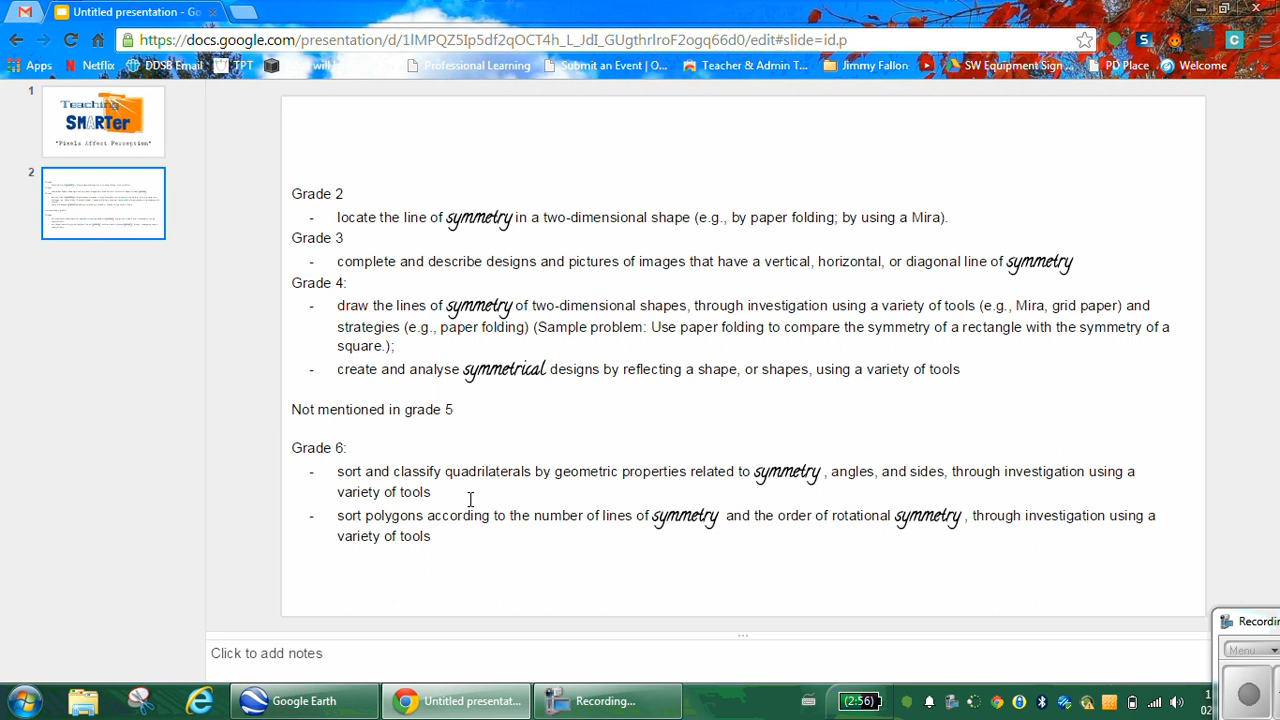 Untitled presentation - Go
https://docs.google.com/presentation/d/1lMPQZ5Ip5df2qOCT4h_L_JdI_GUgthrlroF2ogq66d0/edit#slide=id.p
Apps Netflix DDSB Email TPT will Professional Learning Submit an Event | O... Teacher & Admin T... Jimmy Fallon SW Equipment Sign ... PD Place Welcome
1
Teaching
SMARTer
"Pixels Affect Perception"
2
Grade 2
- locate the line of symmetry in a two-dimensional shape (e.g., by paper folding; by using a Mira).
Grade 3
- complete and describe designs and pictures of images that have a vertical, horizontal, or diagonal line of symmetry
Grade 4:
- draw the lines of symmetry of two-dimensional shapes, through investigation using a variety of tools (e.g., Mira, grid paper) and
strategies (e.g., paper folding) (Sample problem: Use paper folding to compare the symmetry of a rectangle with the symmetry of a
square.);
- create and analyse symmetrical designs by reflecting a shape, or shapes, using a variety of tools
Not mentioned in grade 5
Grade 6:
- sort and classify quadrilaterals by geometric properties related to symmetry , angles, and sides, through investigation using a
variety of tools
- sort polygons according to the number of lines of symmetry and the order of rotational symmetry , through investigation using a
variety of tools
Click to add notes
Recordin
Menu
Google Earth Untitled presentat... Recording... (2:56)